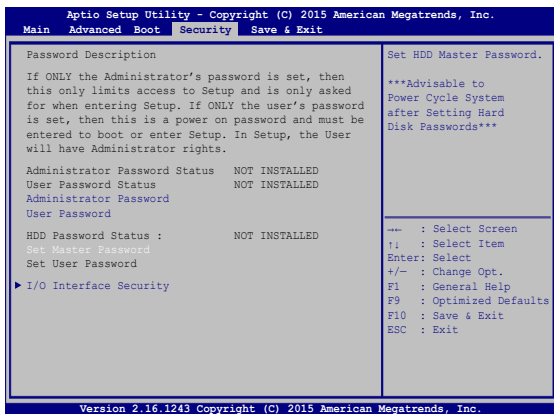 Aptio Setup Utility - Copyright (C) 2015 American Megatrends, Inc.
Main Advanced Boot Security Save & Exit
Password Description
If ONLY the Administrator's password is set, then
this only limits access to Setup and is only asked
for when entering Setup. If ONLY the user's password
is set, then this is a power on password and must be
entered to boot or enter Setup. In Setup, the User
will have Administrator rights.
Administrator Password Status NOT INSTALLED
User Password Status NOT INSTALLED
Administrator Password
User Password
HDD Password Status : NOT INSTALLED
Set Master Password
Set User Password
I/O Interface Security
Set HDD Master Password.
***Advisable to
Power Cycle System
after Setting Hard
Disk Passwords***
→← : Select Screen
↑↓ : Select Item
Enter: Select
+/— : Change Opt.
F1 : General Help
F9 : Optimized Defaults
F10 : Save & Exit
ESC : Exit
Version 2.16.1243 Copyright (C) 2015 American Megatrends, Inc.